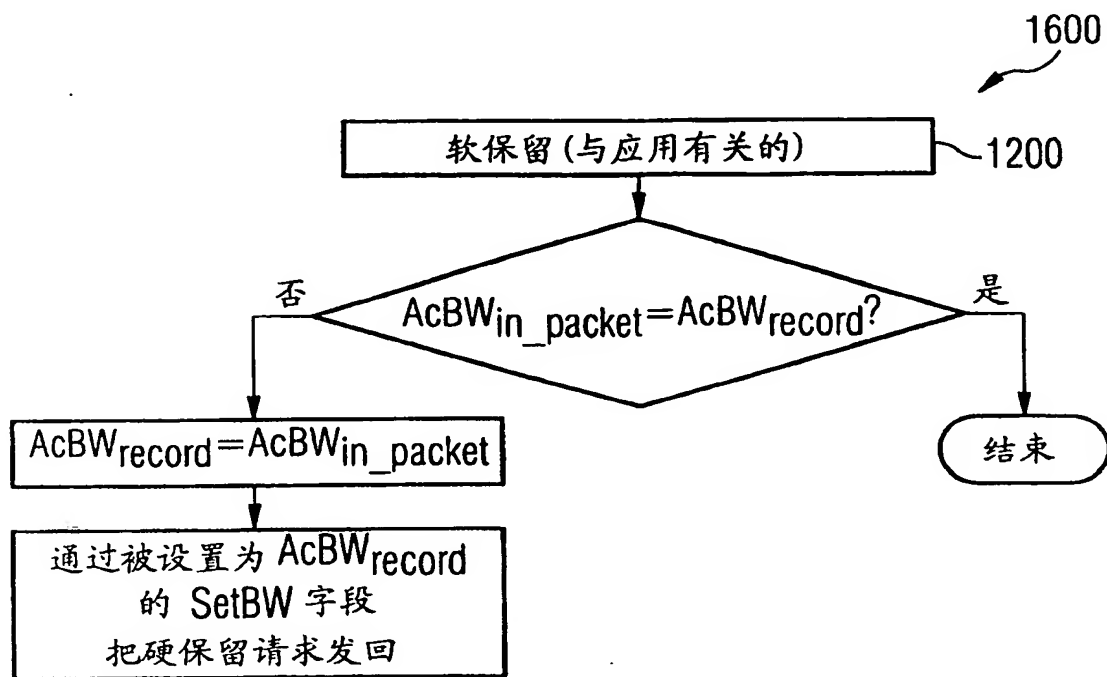 1600
软保留(与应用有关的)
1200
否
AcBWin_packet=AcBWrecord?
是
AcBWrecord=AcBWin_packet
结束
通过被设置为 AcBWrecord
的 SetBW 字段
把硬保留请求发回